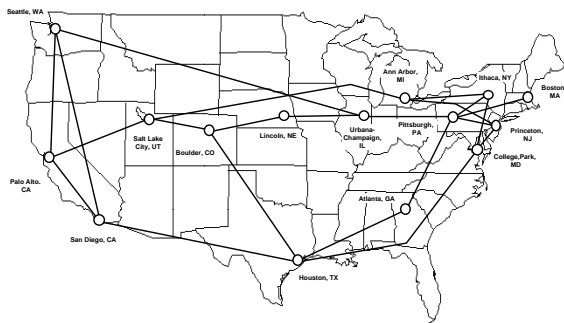 Seattle, WA
Ann Arbor,
MI
Ithaca, NY
Boston
MA
Salt Lake
City, UT
Boulder, CO
Lincoln, NE
Urbana-
Champaign,
IL
Pittsburgh,
PA
Princeton,
NJ
College,Park,
MD
Palo Alto.
CA
Atlanta, GA
San Diego, CA
Houston, TX